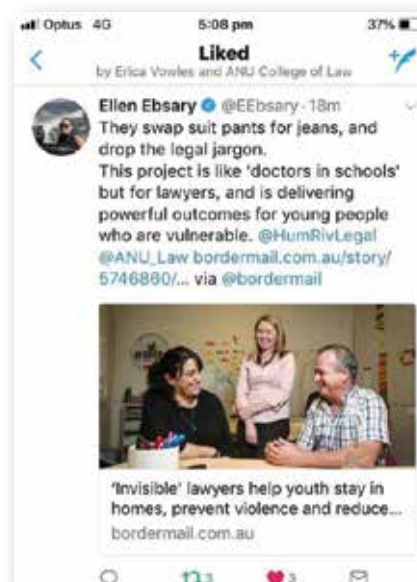 Optus 4G 5:08 pm 37%
Liked
by Erica Vowles and ANU College of Law
Ellen Ebsary @EEbsary · 18m
They swap suit pants for jeans, and
drop the legal jargon.
This project is like 'doctors in schools'
but for lawyers, and is delivering
powerful outcomes for young people
who are vulnerable. @HumRivLegal
@ANU_Law bordermail.com.au/story/
5746860/... via @bordermail
'Invisible' lawyers help youth stay in
homes, prevent violence and reduce...
bordermail.com.au
3 3